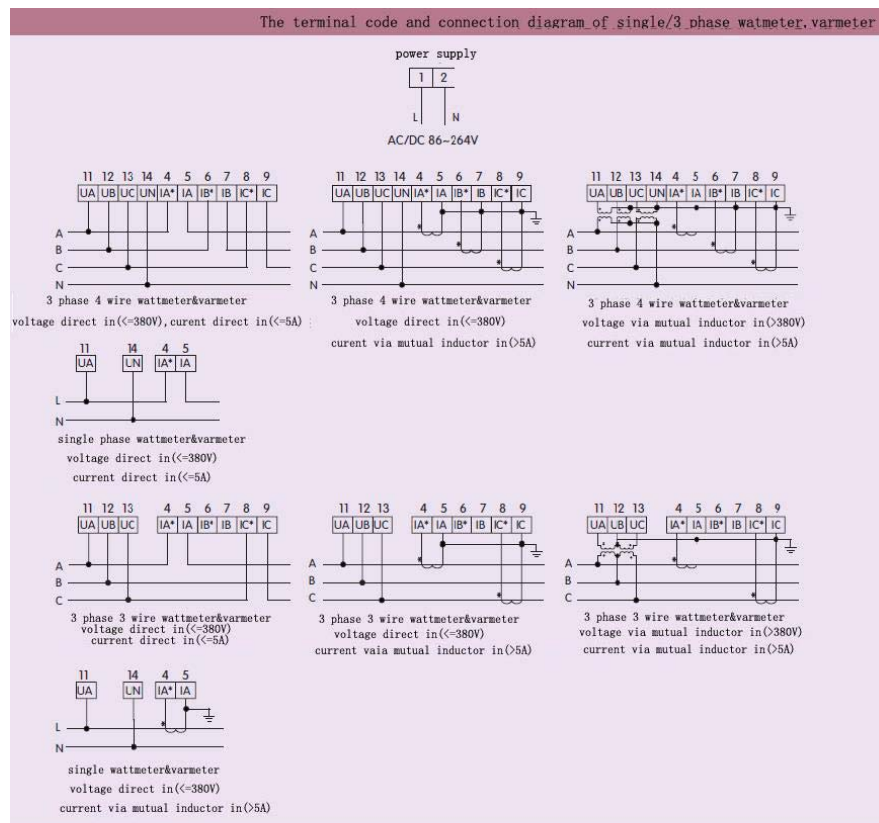 The terminal code and connection diagram of single/3 phase watmeter,varmeter
power supply
1 2
L N
AC/DC 86~264V
11 12 13 14 4 5 6 7 8 9
UA UB UC UN IA* IA IB* IB IC* IC
A
B
C
N
3 phase 4 wire wattmeter&varmeter
voltage direct in(<=380V),curent direct in(<=5A)
11 12 13 14 4 5 6 7 8 9
UA UB UC UN IA* IA IB* IB IC* IC
A
B
C
N
* * *
3 phase 4 wire wattmeter&varmeter
voltage direct in(<=380V)
curent via mutual inductor in(>5A)
11 12 13 14 4 5 6 7 8 9
UA UB UC UN IA* IA IB* IB IC* IC
A
B
C
N
* * *
3 phase 4 wire wattmeter&varmeter
voltage via mutual inductor in(>380V)
current via mutual inductor in(>5A)
11 14 4 5
UA UN IA* IA
L
N
single phase wattmeter&varmeter
voltage direct in(<=380V)
current direct in(<=5A)
11 12 13 4 5 6 7 8 9
UA UB UC IA* IA IB* IB IC* IC
A
B
C
3 phase 3 wire wattmeter&varmeter
voltage direct in(<=380V)
current direct in(<=5A)
11 12 13 4 5 6 7 8 9
UA UB UC IA* IA IB* IB IC* IC
A
B
C
* *
3 phase 3 wire wattmeter&varmeter
voltage direct in(<=380V)
current vaia mutual inductor in(>5A)
11 12 13 4 5 6 7 8 9
UA UB UC IA* IA IB* IB IC* IC
A
B
C
* *
3 phase 3 wire wattmeter&varmeter
voltage via mutual inductor in(>380V)
current via mutual inductor in(>5A)
11 14 4 5
UA UN IA* IA
*
L
N
single wattmeter&varmeter
voltage direct in(<=380V)
current via mutual inductor in(>5A)